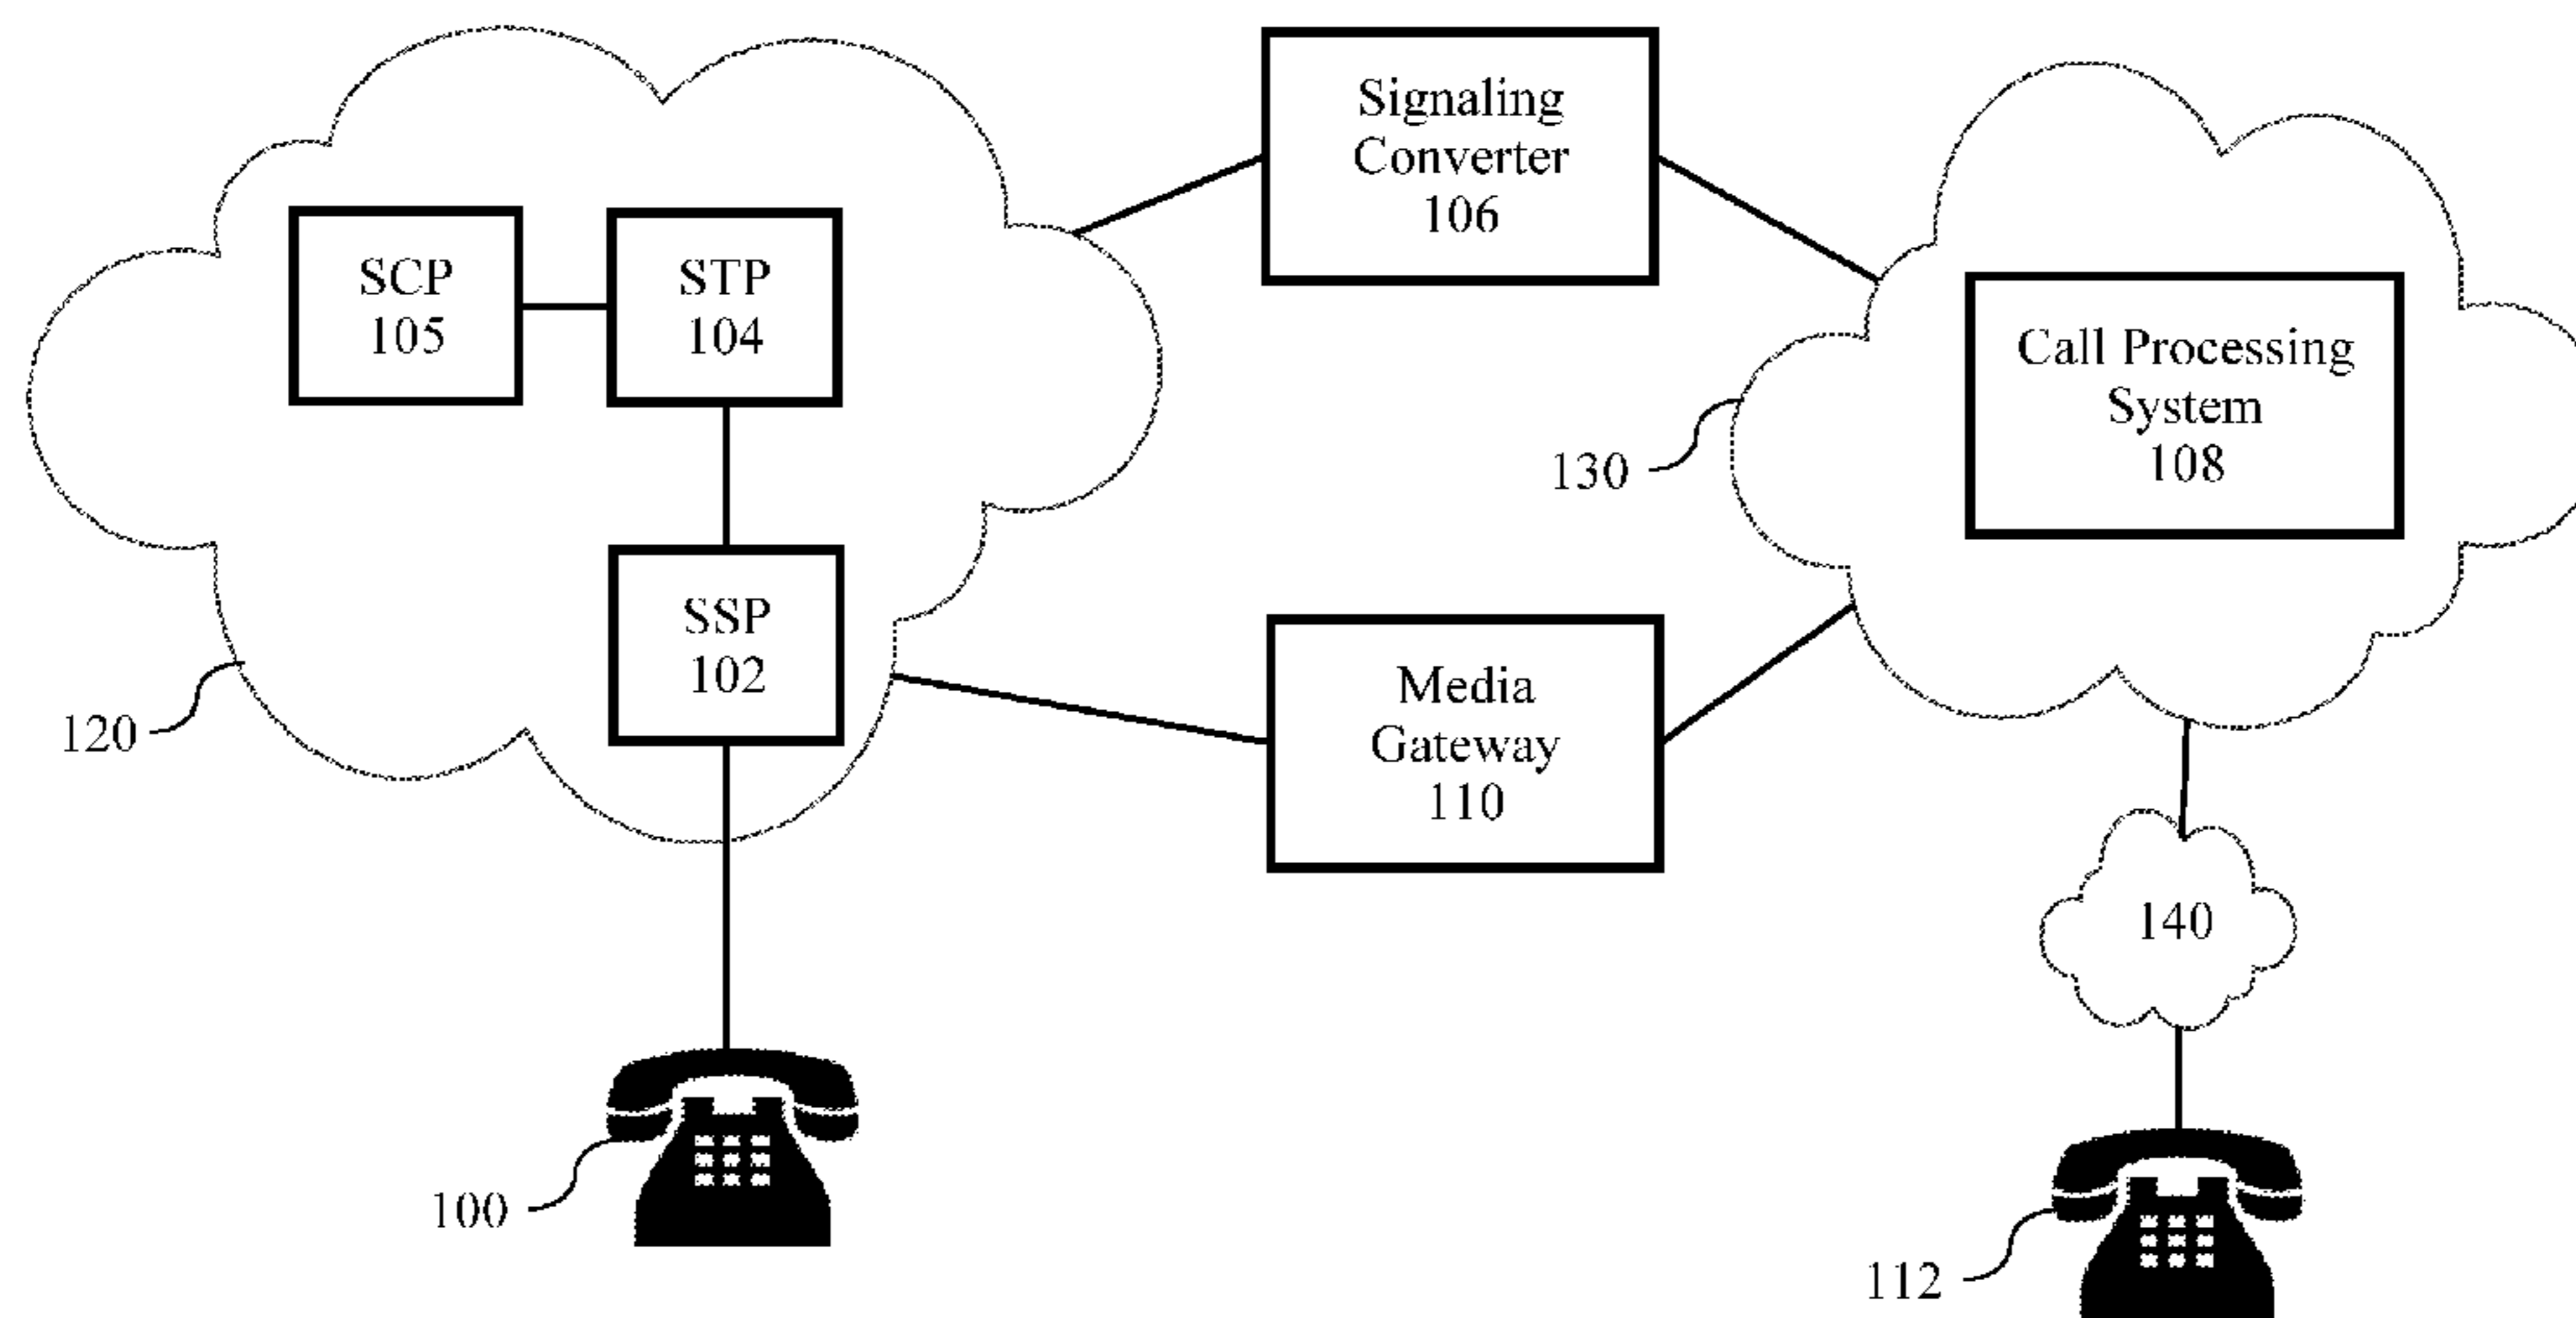 Signaling
Converter
106
SCP
105
STP
104
Call Processing
System
108
130
SSP
102
Media
Gateway
110
120
140
100
112